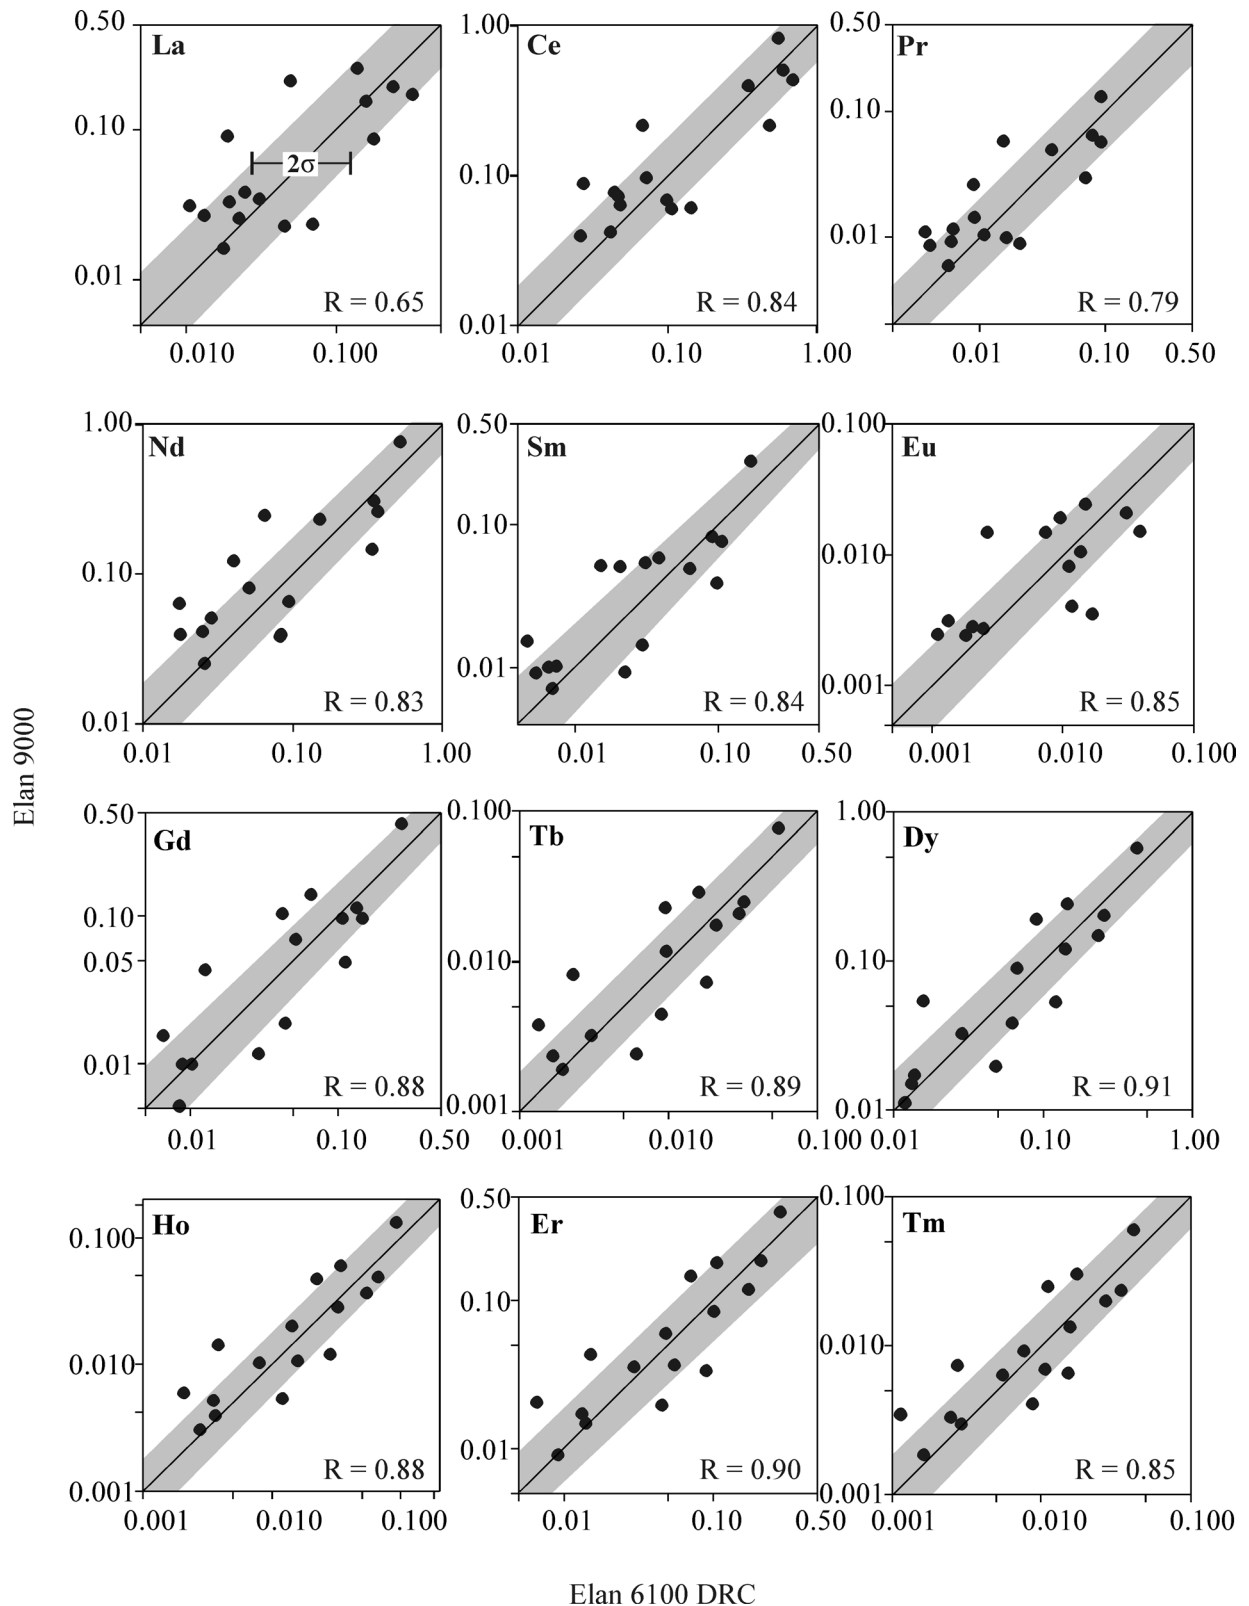 Elan 9000
La
0.50
0.10
0.01
2σ
R = 0.65
0.010 0.100
Ce
1.00
0.10
0.01
R = 0.84
0.01 0.10 1.00
Pr
0.50
0.10
0.01
R = 0.79
0.01 0.10 0.50
Nd
1.00
0.10
0.01
R = 0.83
0.01 0.10 1.00
Sm
0.50
0.10
0.01
R = 0.84
0.01 0.10 0.50
Eu
0.100
0.010
0.001
R = 0.85
0.001 0.010 0.100
Gd
0.50
0.10
0.05
0.01
R = 0.88
0.01 0.10 0.50
Tb
0.100
0.010
0.001
R = 0.89
0.001 0.010 0.100
Dy
1.00
0.10
0.01
R = 0.91
0.01 0.10 1.00
Ho
0.100
0.010
0.001
R = 0.88
0.001 0.010 0.100
Er
0.50
0.10
0.01
R = 0.90
0.01 0.10 0.50
Tm
0.100
0.010
0.001
R = 0.85
0.001 0.010 0.100
Elan 6100 DRC